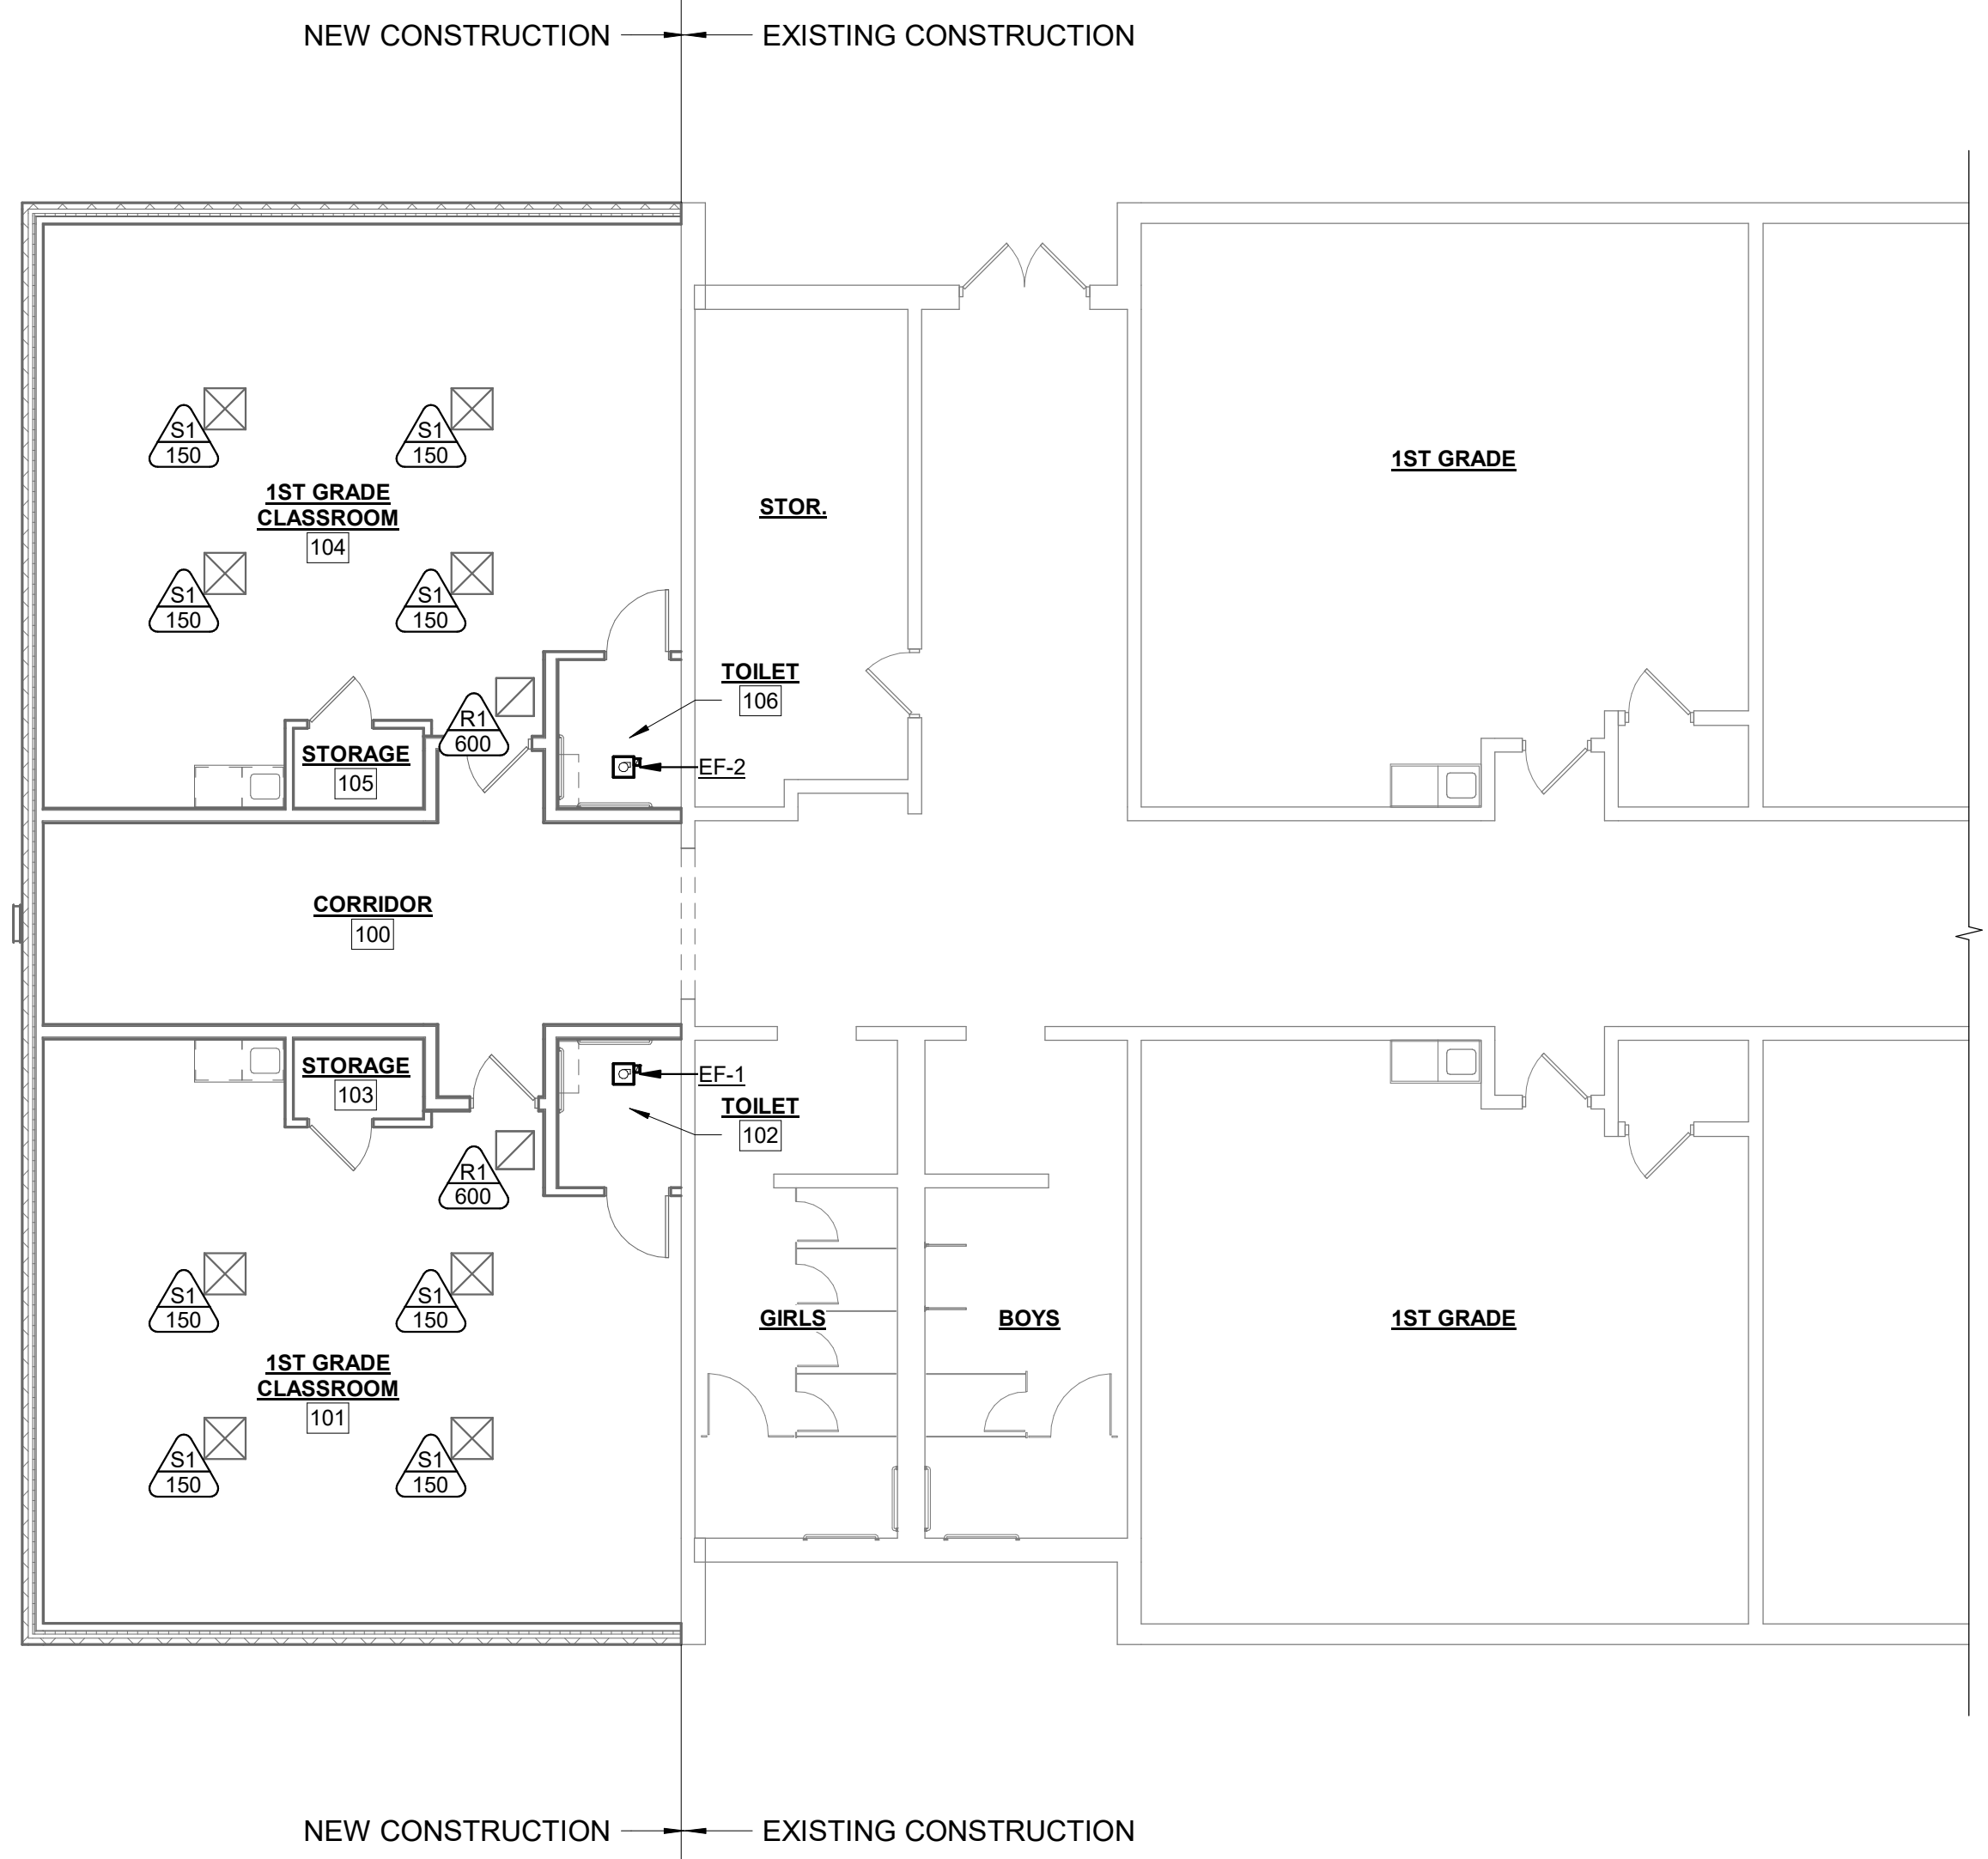 NEW CONSTRUCTION
EXISTING CONSTRUCTION
S1
150
S1
150
1ST GRADE
CLASSROOM
104
S1
150
S1
150
STOR.
1ST GRADE
TOILET
106
R1
600
STORAGE
105
EF-2
CORRIDOR
100
STORAGE
103
EF-1
TOILET
102
R1
600
S1
150
S1
150
GIRLS
BOYS
1ST GRADE
1ST GRADE
CLASSROOM
101
S1
150
S1
150
NEW CONSTRUCTION
EXISTING CONSTRUCTION